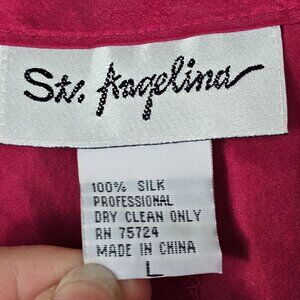 St. Angelina
100% SILK
PROFESSIONAL
DRY CLEAN ONLY
RN 75724
MADE IN CHINA
L